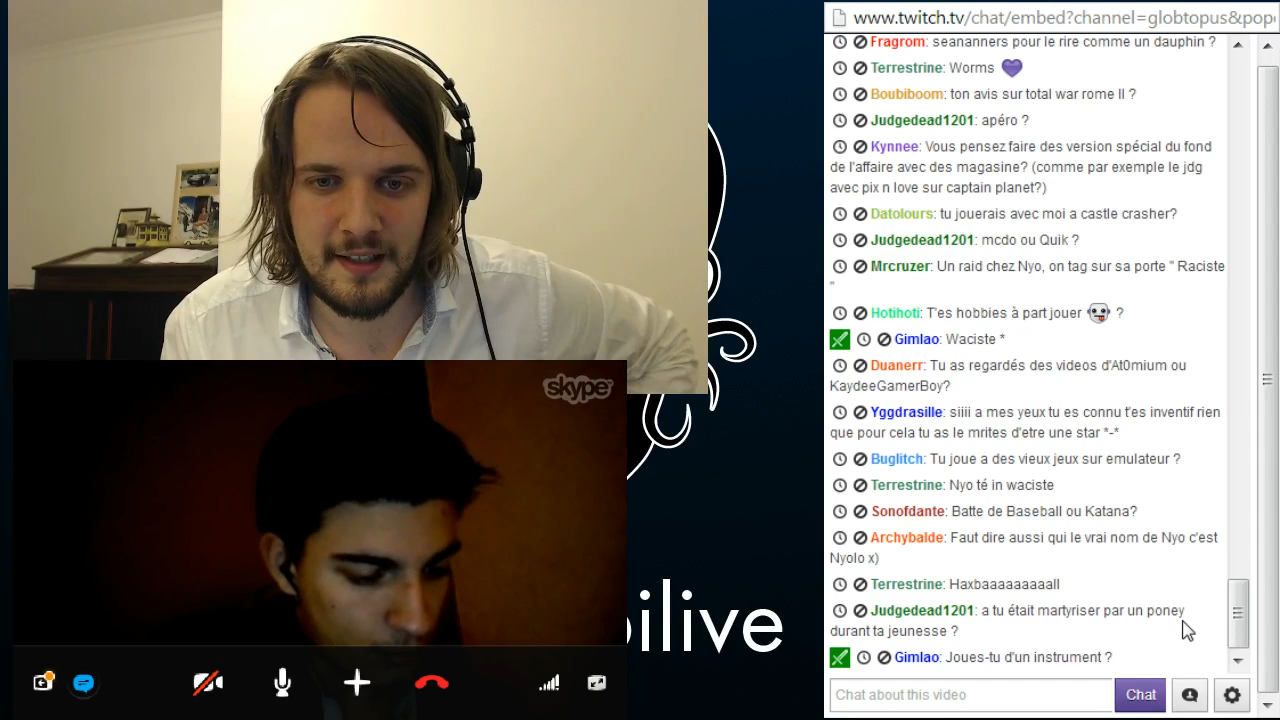 www.twitch.tv/chat/embed?channel=globtopus&pop
Fragrom: seananners pour le rire comme un dauphin ?
Terrestrine: Worms
Boubiboom: ton avis sur total war rome II ?
Judgedead1201: apéro ?
Kynnee: Vous pensez faire des version spécial du fond
de l'affaire avec des magasine? (comme par exemple le jdg
avec pix n love sur captain planet?)
Datolours: tu jouerais avec moi a castle crasher?
Judgedead1201: mcdo ou Quik ?
Mrcruzer: Un raid chez Nyo, on tag sur sa porte " Raciste
"
Hotihoti: T'es hobbies à part jouer ?
Gimlao: Waciste *
Duanerr: Tu as regardés des videos d'At0mium ou
KaydeeGamerBoy?
Yggdrasille: siiii a mes yeux tu es connu t'es inventif rien
que pour cela tu as le mrites d'etre une star *-*
Buglitch: Tu joue a des vieux jeux sur emulateur ?
Terrestrine: Nyo té in waciste
Sonofdante: Batte de Baseball ou Katana?
Archybalde: Faut dire aussi qui le vrai nom de Nyo c'est
Nyolo x)
Terrestrine: Haxbaaaaaaaaall
Judgedead1201: a tu était martyriser par un poney
durant ta jeunesse ?
Gimlao: Joues-tu d'un instrument ?
Chat about this video
Chat
skype
ilive